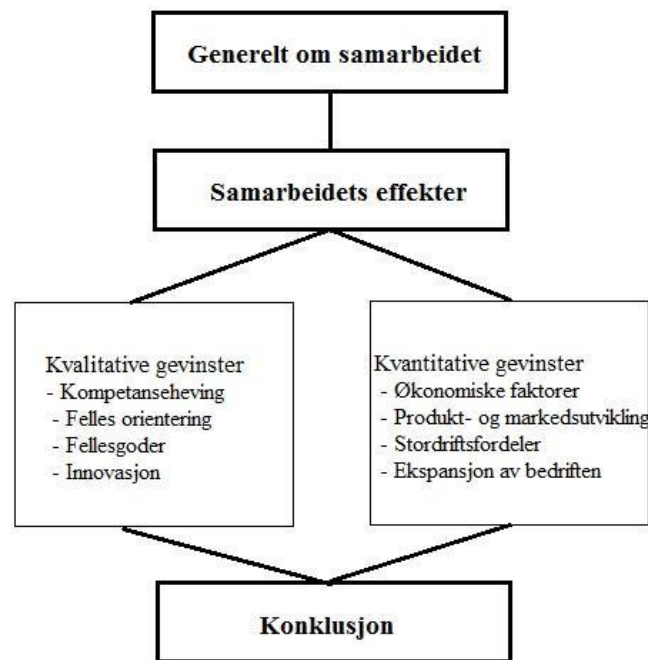 Generelt om samarbeidet
Samarbeidets effekter
Kvalitative gevinster
- Kompetanseheving
- Felles orientering
- Fellesgoder
- Innovasjon
Kvantitative gevinster
- Økonomiske faktorer
- Produkt- og markedsutvikling
- Stordriftsfordeler
- Ekspansjon av bedriften
Konklusjon